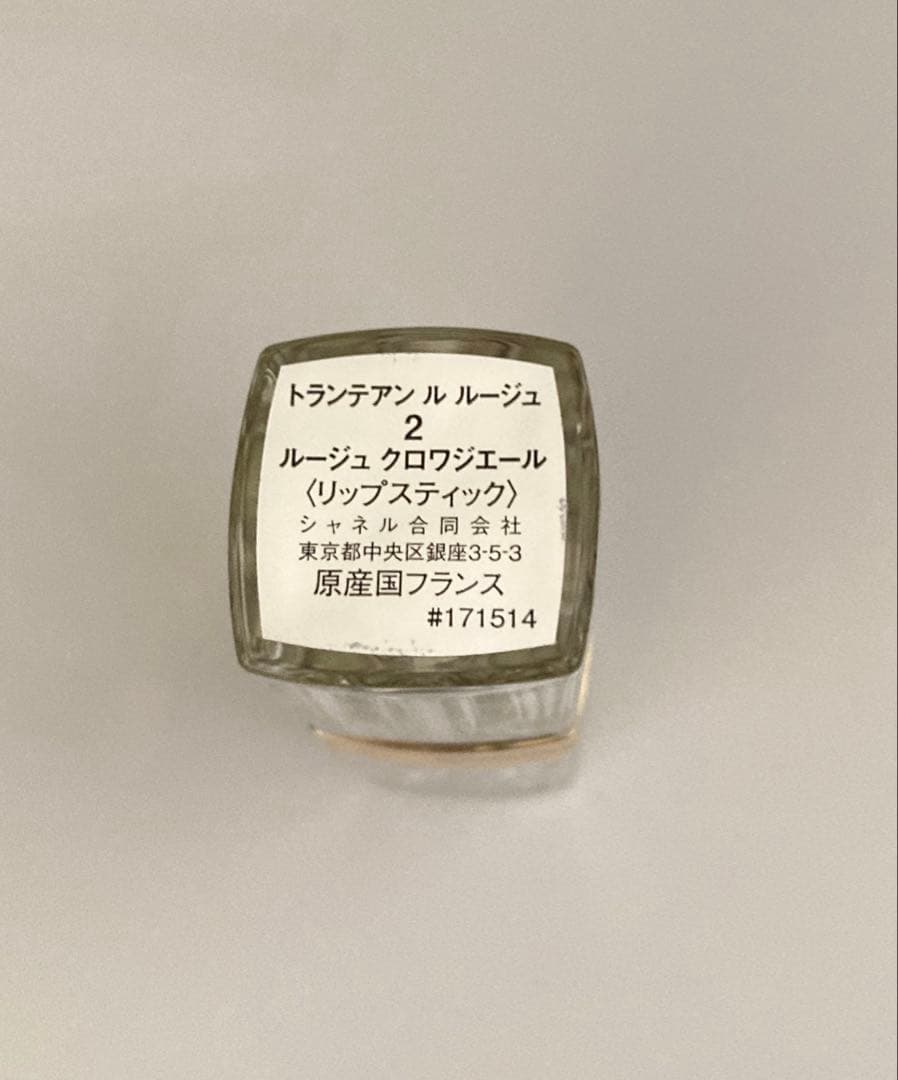 トランテアン ル ルージュ
2
ルージュ クロワジエール
〈リップスティック〉
シャネル合同会社
東京都中央区銀座3-5-3
原産国フランス
#171514